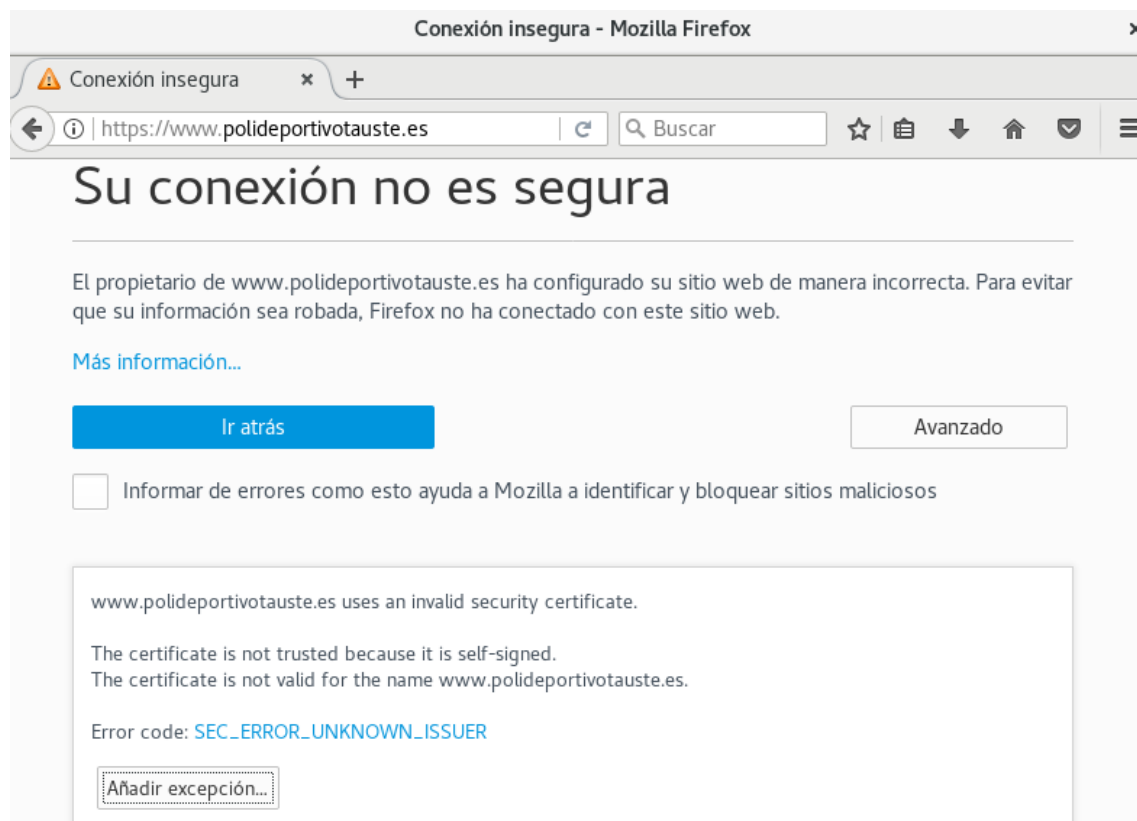 Conexión insegura - Mozilla Firefox
Conexión insegura
https://www.polideportivotauste.es
Buscar
Su conexión no es segura
El propietario de www.polideportivotauste.es ha configurado su sitio web de manera incorrecta. Para evitar
que su información sea robada, Firefox no ha conectado con este sitio web.
Más información...
Ir atrás
Avanzado
Informar de errores como esto ayuda a Mozilla a identificar y bloquear sitios maliciosos
www.polideportivotauste.es uses an invalid security certificate.
The certificate is not trusted because it is self-signed.
The certificate is not valid for the name www.polideportivotauste.es.
Error code: SEC_ERROR_UNKNOWN_ISSUER
Añadir excepción...